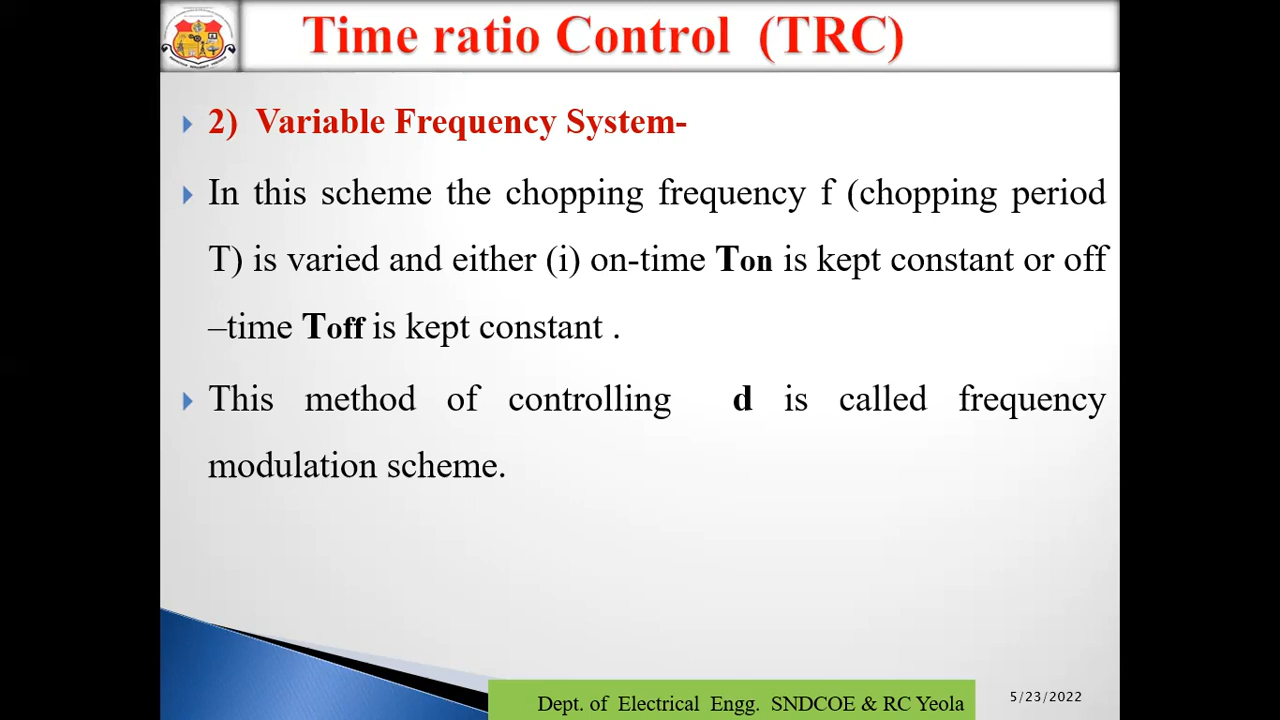 Time ratio Control (TRC)
2) Variable Frequency System-
In this scheme the chopping frequency f (chopping period
T) is varied and either (i) on-time Ton is kept constant or off
–time Toff is kept constant .
This method of controlling d is called frequency
modulation scheme.
Dept. of Electrical Engg. SNDCOE & RC Yeola
5/23/2022